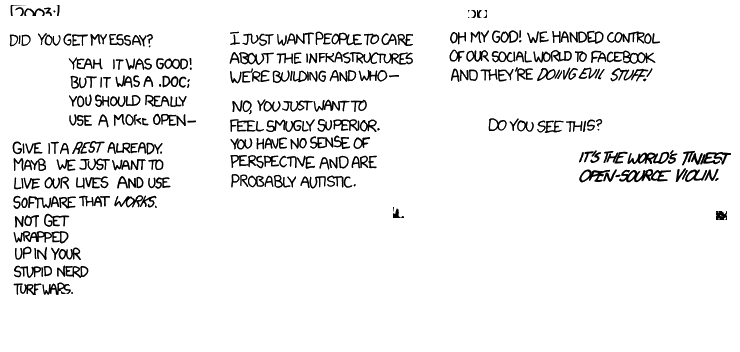 2003:
DID YOU GET MY ESSAY?
YEAH IT WAS GOOD!
BUT IT WAS A .DOC;
YOU SHOULD REALLY
USE A MORE OPEN—
GIVE IT A REST ALREADY.
MAYB WE JUST WANT TO
LIVE OUR LIVES AND USE
SOFTWARE THAT WORKS.
NOT GET
WRAPPED
UP IN YOUR
STUPID NERD
TURF WARS.
I JUST WANT PEOPLE TO CARE
ABOUT THE INFRASTRUCTURES
WE'RE BUILDING AND WHO—
NO, YOU JUST WANT TO
FEEL SMUGLY SUPERIOR.
YOU HAVE NO SENSE OF
PERSPECTIVE AND ARE
PROBABLY AUTISTIC.
OH MY GOD! WE HANDED CONTROL
OF OUR SOCIAL WORLD TO FACEBOOK
AND THEY'RE DOING EVIL STUFF!
DO YOU SEE THIS?
IT'S THE WORLD'S TINIEST
OPEN-SOURCE VIOLIN.